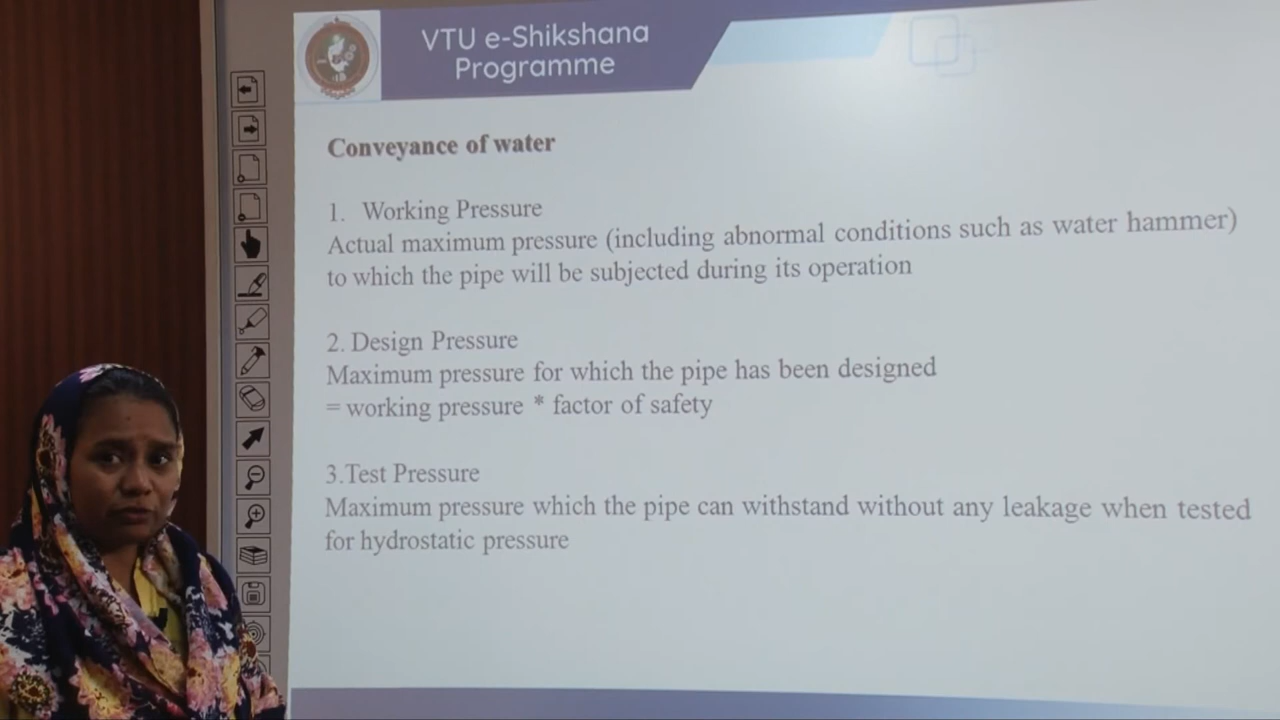 VTU e-Shikshana
Programme
Conveyance of water
1. Working Pressure
Actual maximum pressure (including abnormal conditions such as water hammer)
to which the pipe will be subjected during its operation
2. Design Pressure
Maximum pressure for which the pipe has been designed
= working pressure * factor of safety
3.Test Pressure
Maximum pressure which the pipe can withstand without any leakage when tested
for hydrostatic pressure